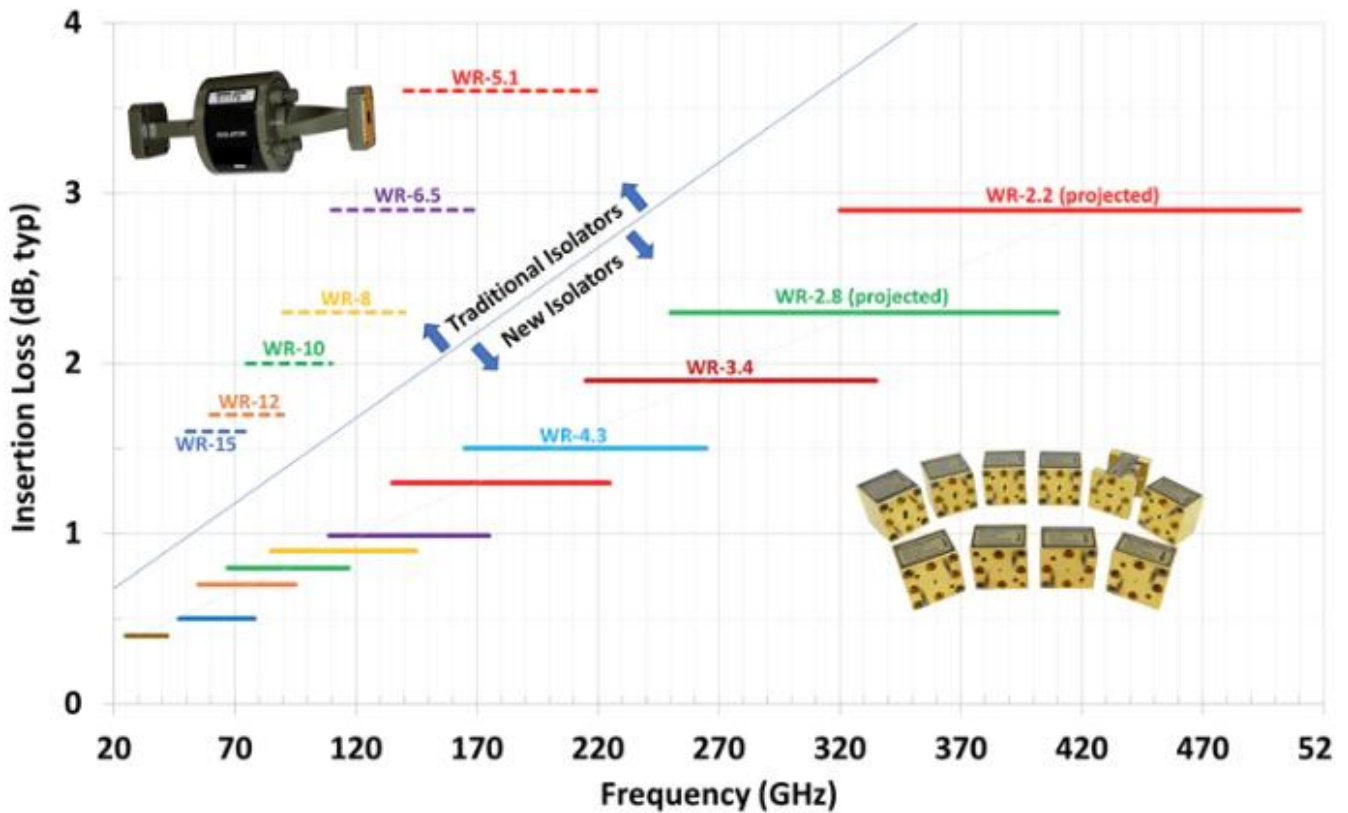 4
WR-5.1
WR-6.5
WR-2.2 (projected)
3
Traditional Isolators
New Isolators
WR-8
WR-2.8 (projected)
WR-10
2
WR-3.4
WR-12
WR-15
WR-4.3
1
0
20 70 120 170 220 270 320 370 420 470 52
Insertion Loss (dB, typ)
Frequency (GHz)